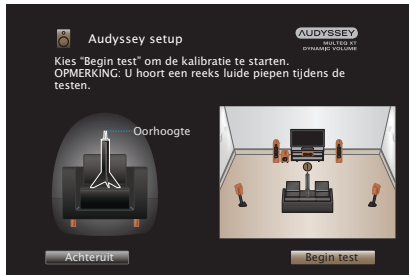 Audyssey setup
AUDYSSEY
MULTEQ XT
DYNAMIC VOLUME
Kies “Begin test” om de kalibratie te starten.
OPMERKING: U hoort een reeks luide piepen tijdens de
testen.
Oorhoogte
Achteruit
Begin test